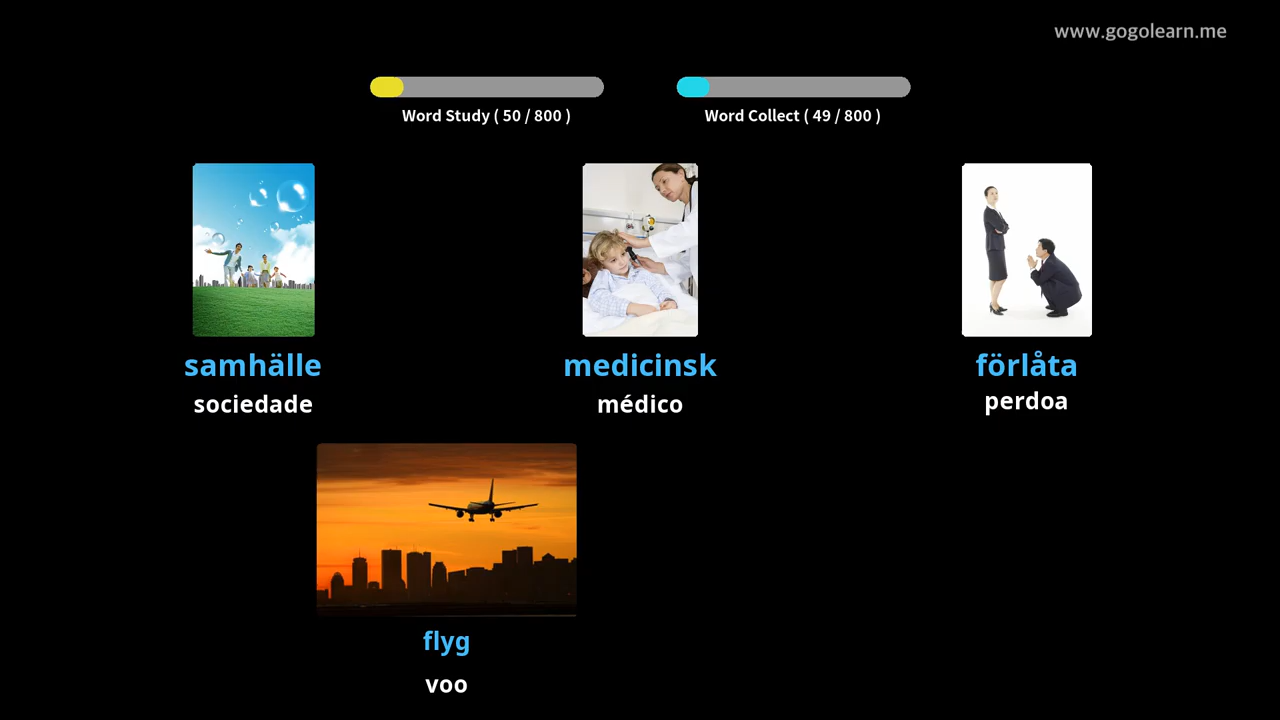 www.gogolearn.me
Word Study ( 50 / 800 )
Word Collect ( 49 / 800 )
samhälle
sociedade
medicinsk
médico
förlåta
perdoa
flyg
voo